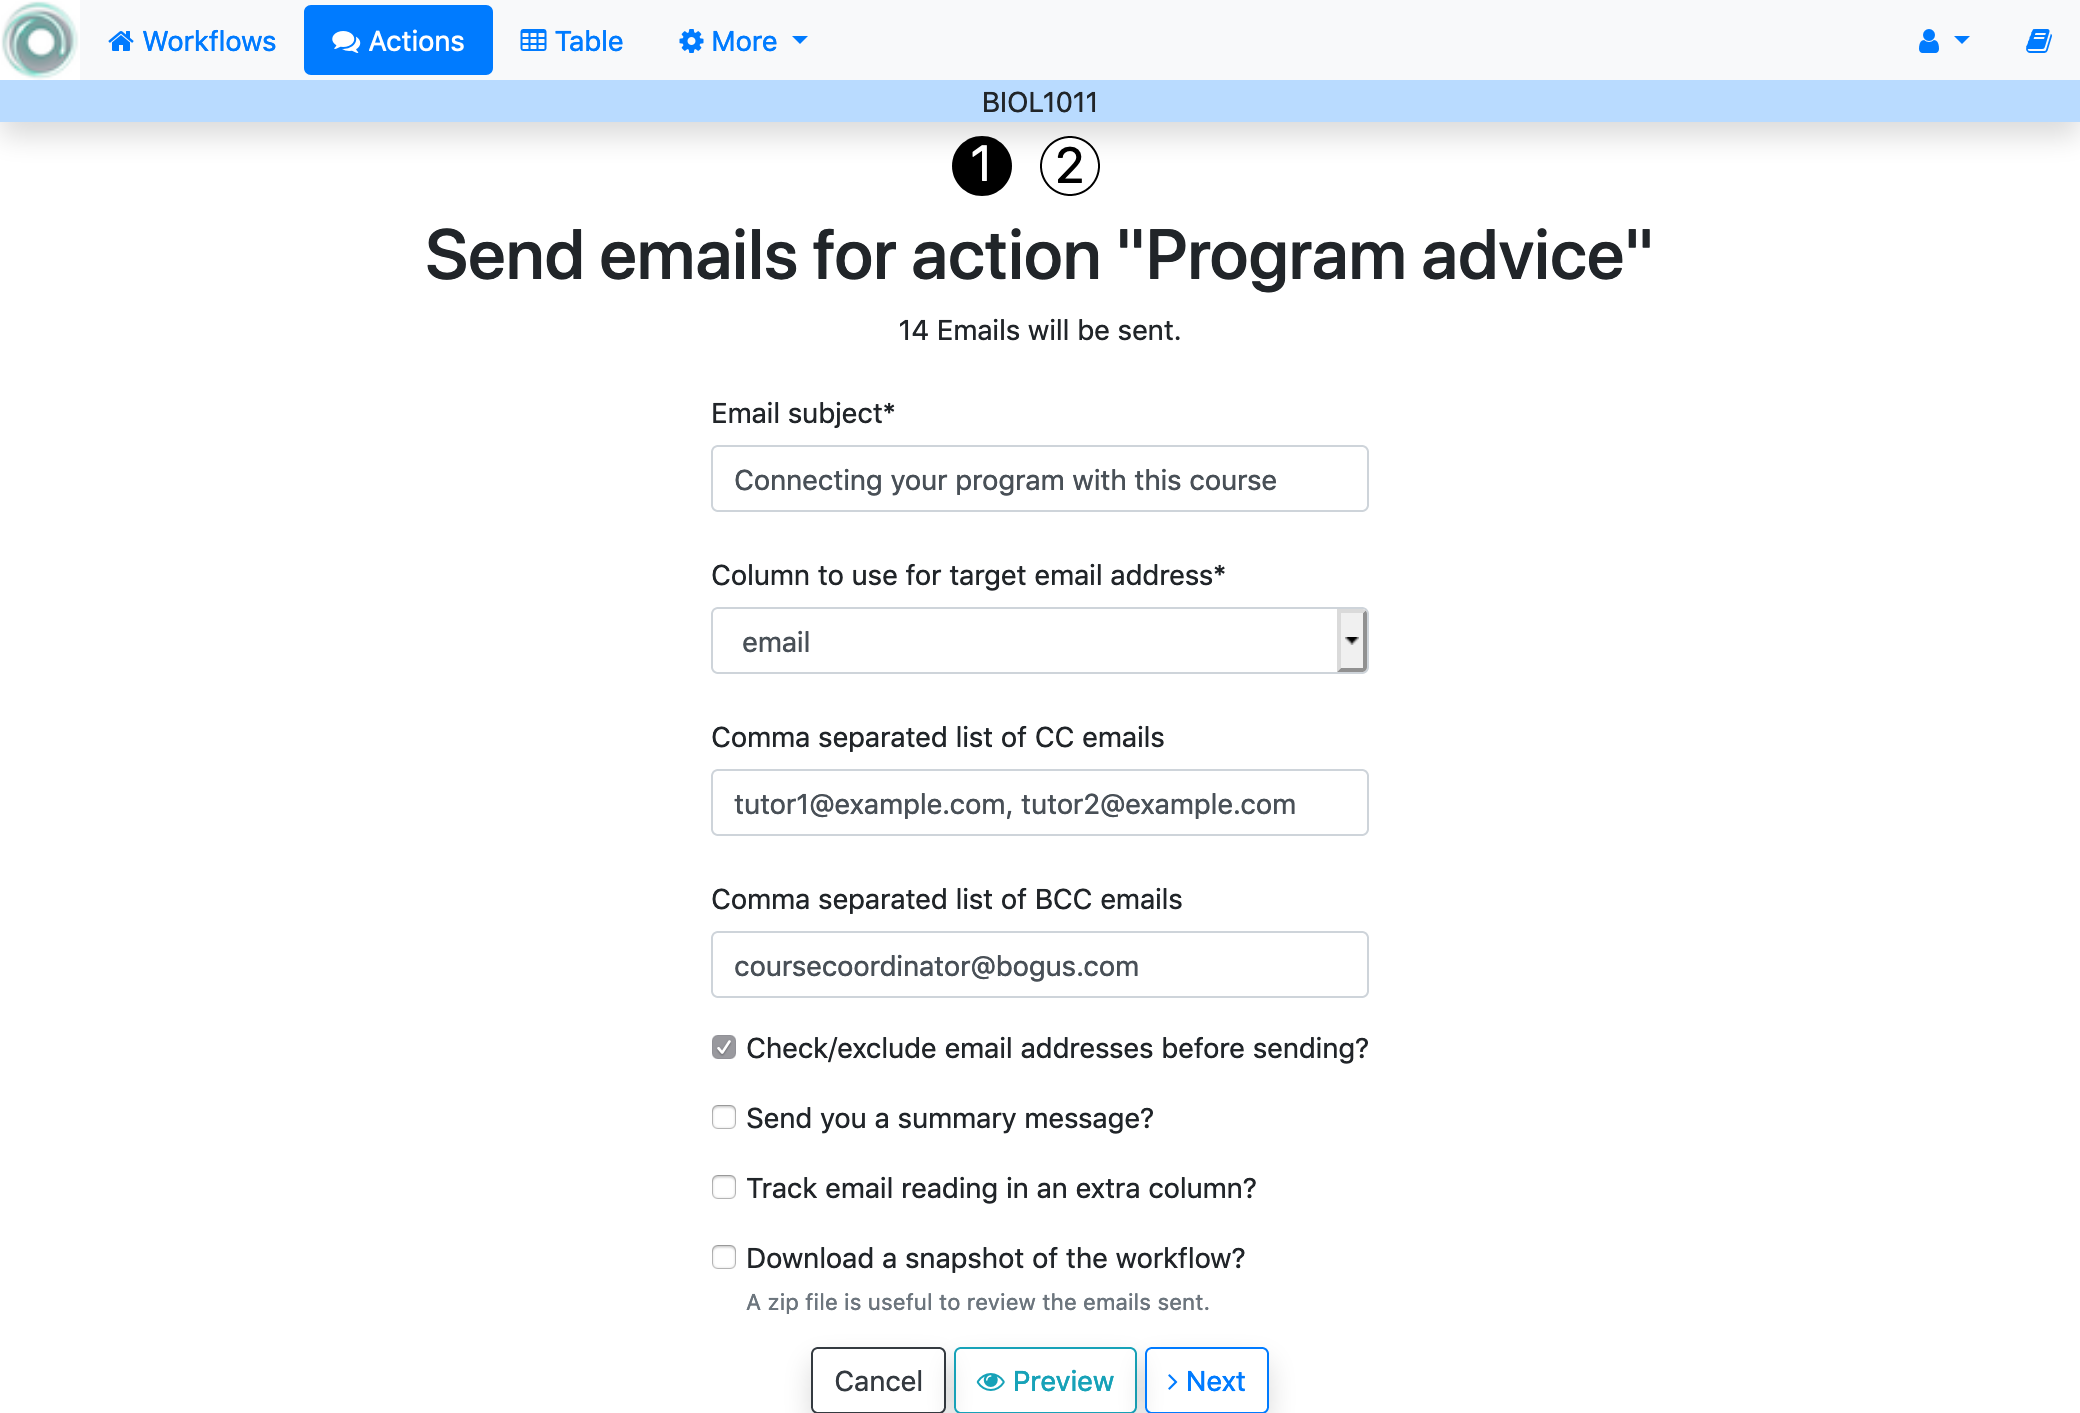 Workflows Actions Table More
BIOL1011
1 2
Send emails for action "Program advice"
14 Emails will be sent.
Email subject*
Connecting your program with this course
Column to use for target email address*
email
Comma separated list of CC emails
tutor1@example.com, tutor2@example.com
Comma separated list of BCC emails
coursecoordinator@bogus.com
Check/exclude email addresses before sending?
Send you a summary message?
Track email reading in an extra column?
Download a snapshot of the workflow?
A zip file is useful to review the emails sent.
Cancel Preview Next